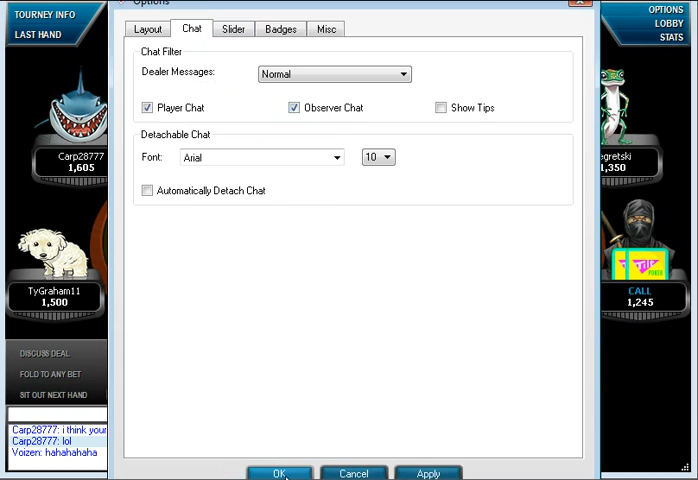 Options
TOURNEY INFO
LAST HAND
OPTIONS
LOBBY
STATS
Layout
Chat
Slider
Badges
Misc
Chat Filter
Dealer Messages:
Normal
Player Chat
Observer Chat
Show Tips
Detachable Chat
Font:
Arial
10
Automatically Detach Chat
Carp28777
1,605
egretski
1,350
TyGraham11
1,500
POKER
CALL
1,245
DISCUSS DEAL
FOLD TO ANY BET
SIT OUT NEXT HAND
Carp28777: i think your
Carp28777: lol
Voizen: hahahahaha
OK
Cancel
Apply